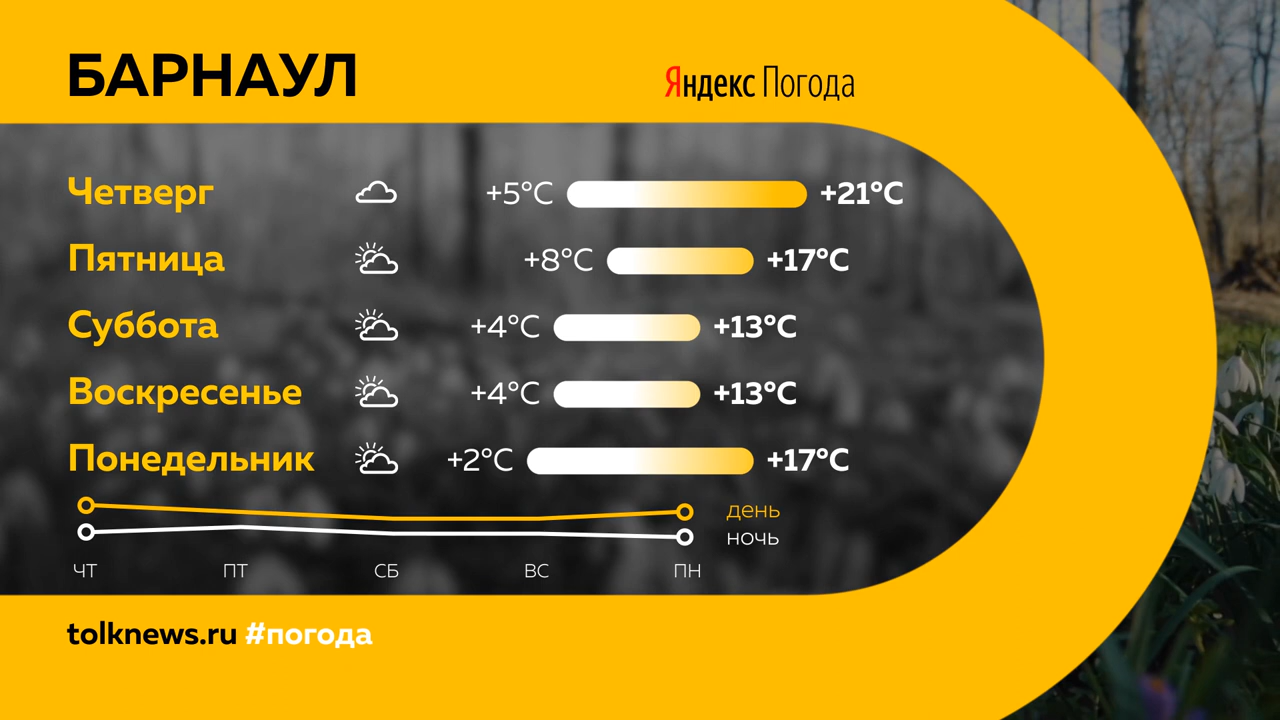 БАРНАУЛ
Яндекс Погода
Четверг +5°C +21°C
Пятница +8°C +17°C
Суббота +4°C +13°C
Воскресенье +4°C +13°C
Понедельник +2°C +17°C
день
ночь
ЧТ ПТ СБ ВС ПН
tolknews.ru #погода